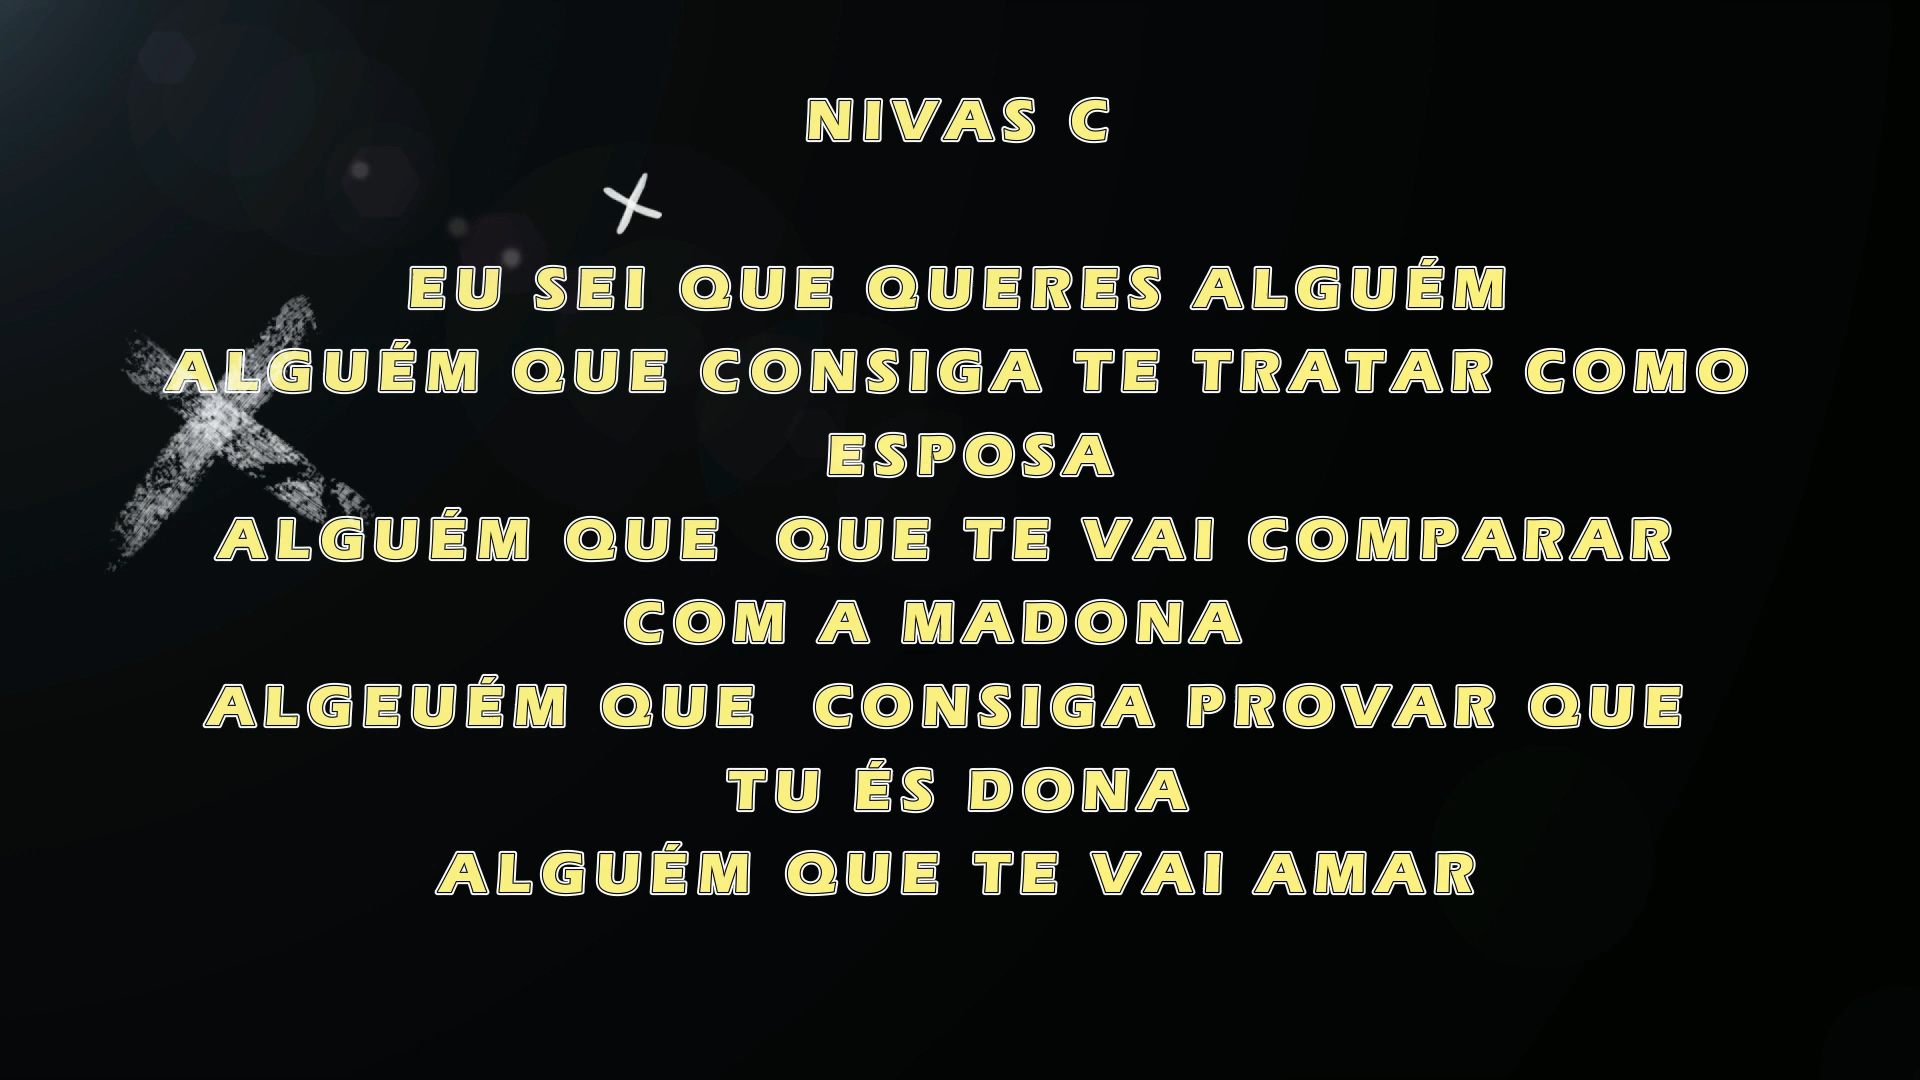 NIVAS C
EU SEI QUE QUERES ALGUÉM
ALGUÉM QUE CONSIGA TE TRATAR COMO
ESPOSA
ALGUÉM QUE  QUE TE VAI COMPARAR
COM A MADONA
ALGEUÉM QUE  CONSIGA PROVAR QUE
TU ÉS DONA
ALGUÉM QUE TE VAI AMAR